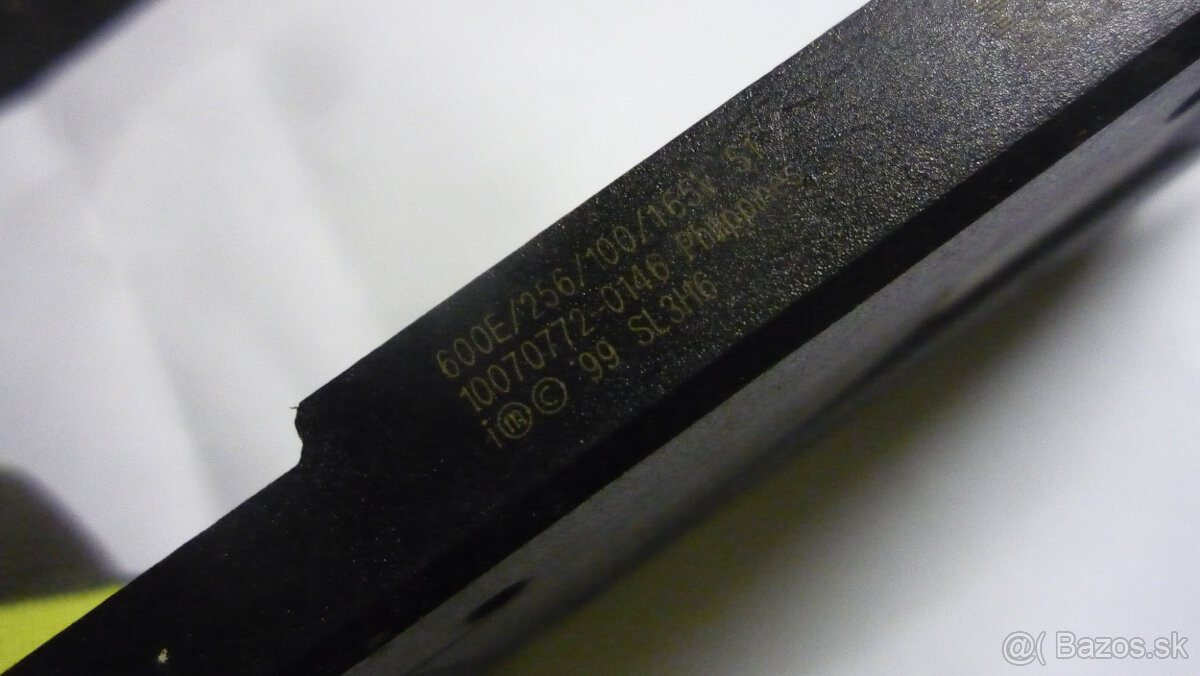 600E/256/100/165V S1
10070772-0146 Philippines
i ⓜ © '99 SL3H6
@( Bazos.sk